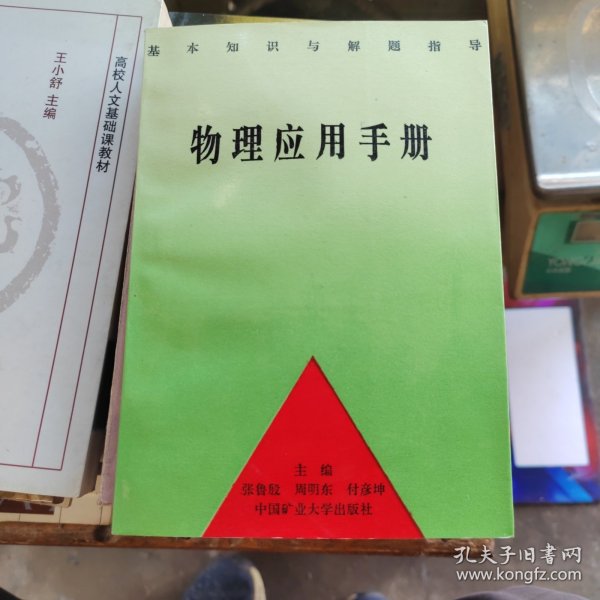 基本知识与解题指导
物理应用手册
主编
张鲁殷 周明东 付彦坤
中国矿业大学出版社
王小舒 主编
高校人文基础课教材
孔夫子旧书网
www.kongfz.com